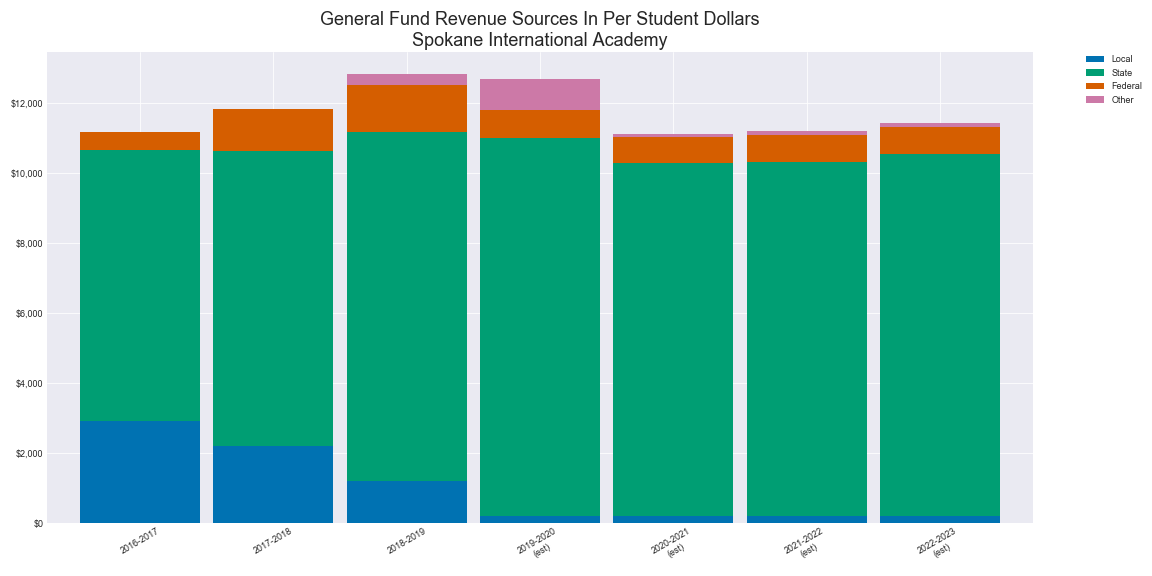 General Fund Revenue Sources In Per Student Dollars
Spokane International Academy
Local
State
Federal
Other
$12,000
$10,000
$8,000
$6,000
$4,000
$2,000
$0
2016-2017
2017-2018
2018-2019
2019-2020
(est)
2020-2021
(est)
2021-2022
(est)
2022-2023
(est)